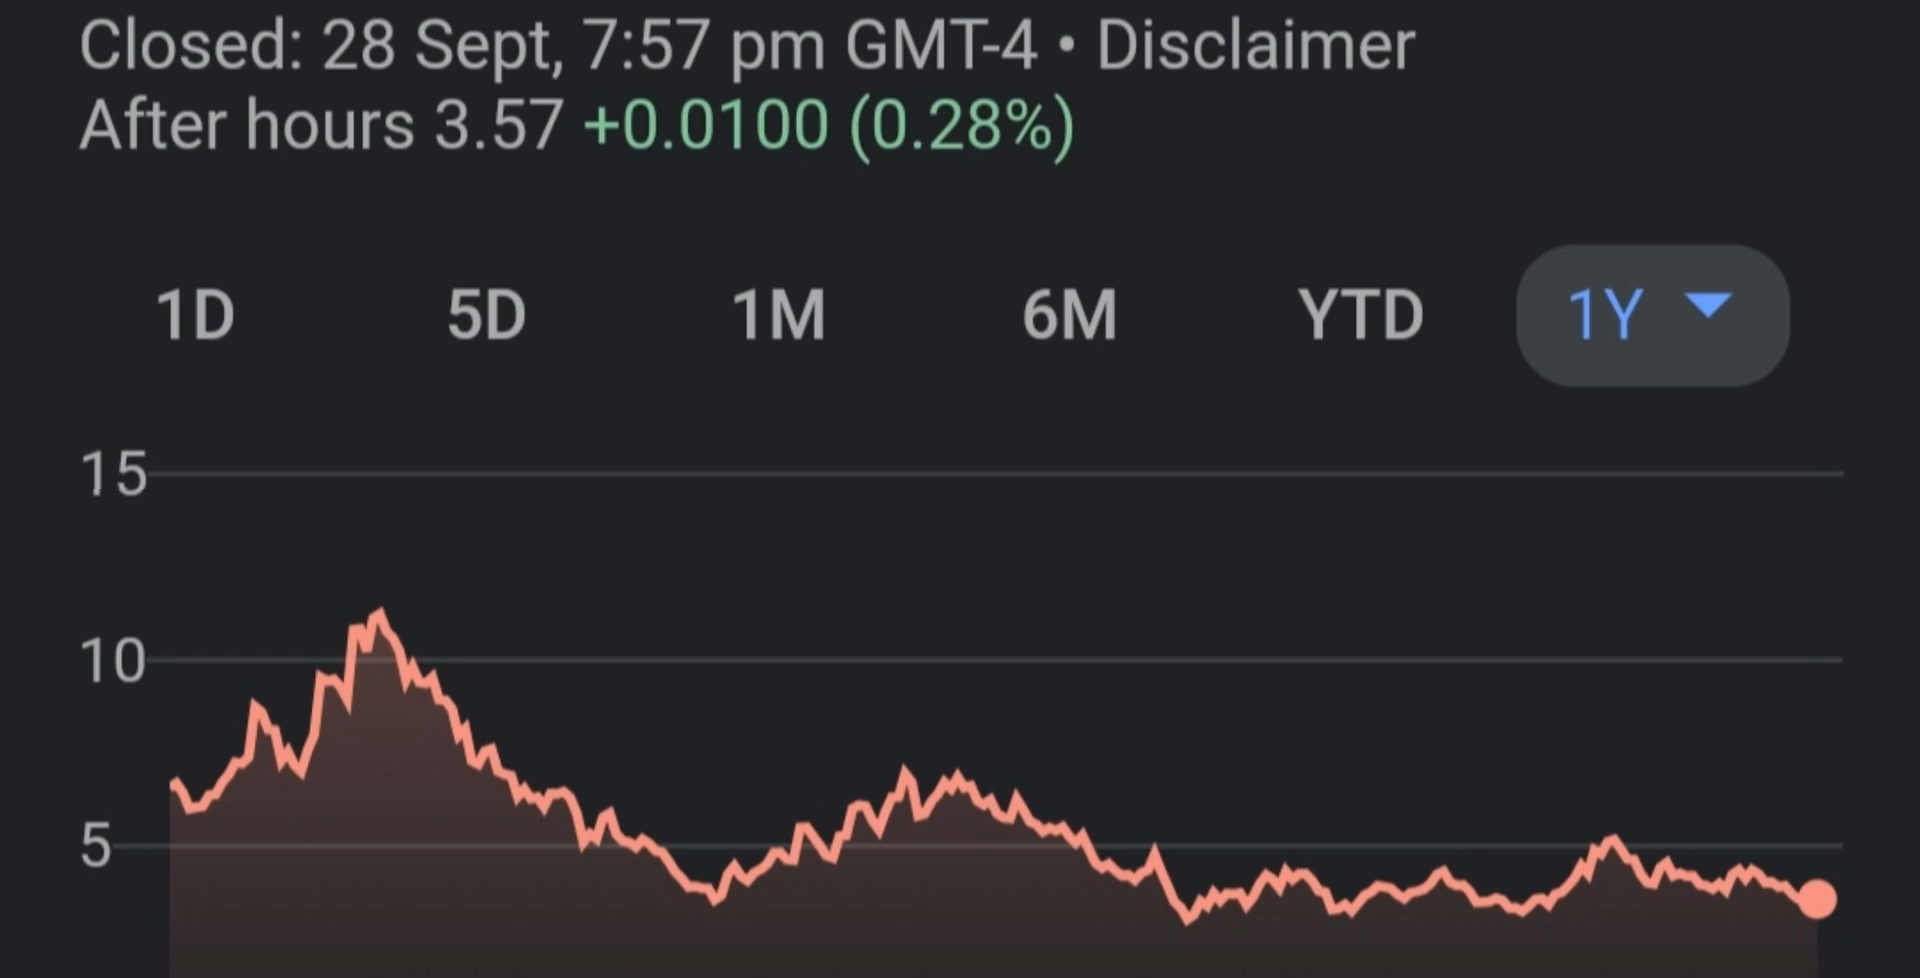 Closed: 28 Sept, 7:57 pm GMT-4 • Disclaimer
After hours 3.57 +0.0100 (0.28%)
1D 5D 1M 6M YTD 1Y
15
10
5